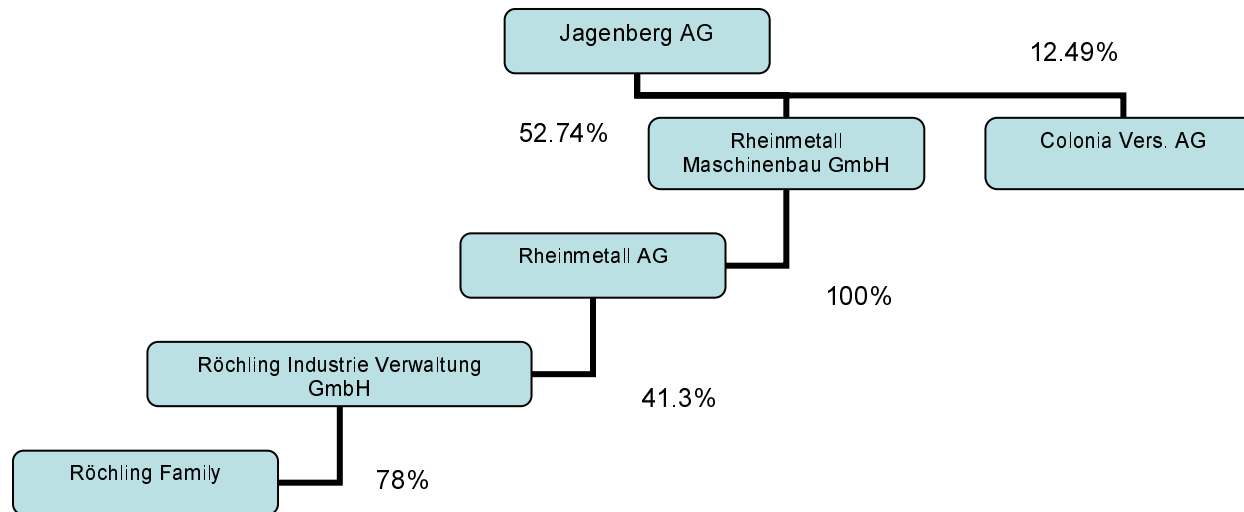 Jagenberg AG
12.49%
52.74%
Rheinmetall
Maschinenbau GmbH
Colonia Vers. AG
Rheinmetall AG
100%
Röchling Industrie Verwaltung
GmbH
41.3%
Röchling Family
78%